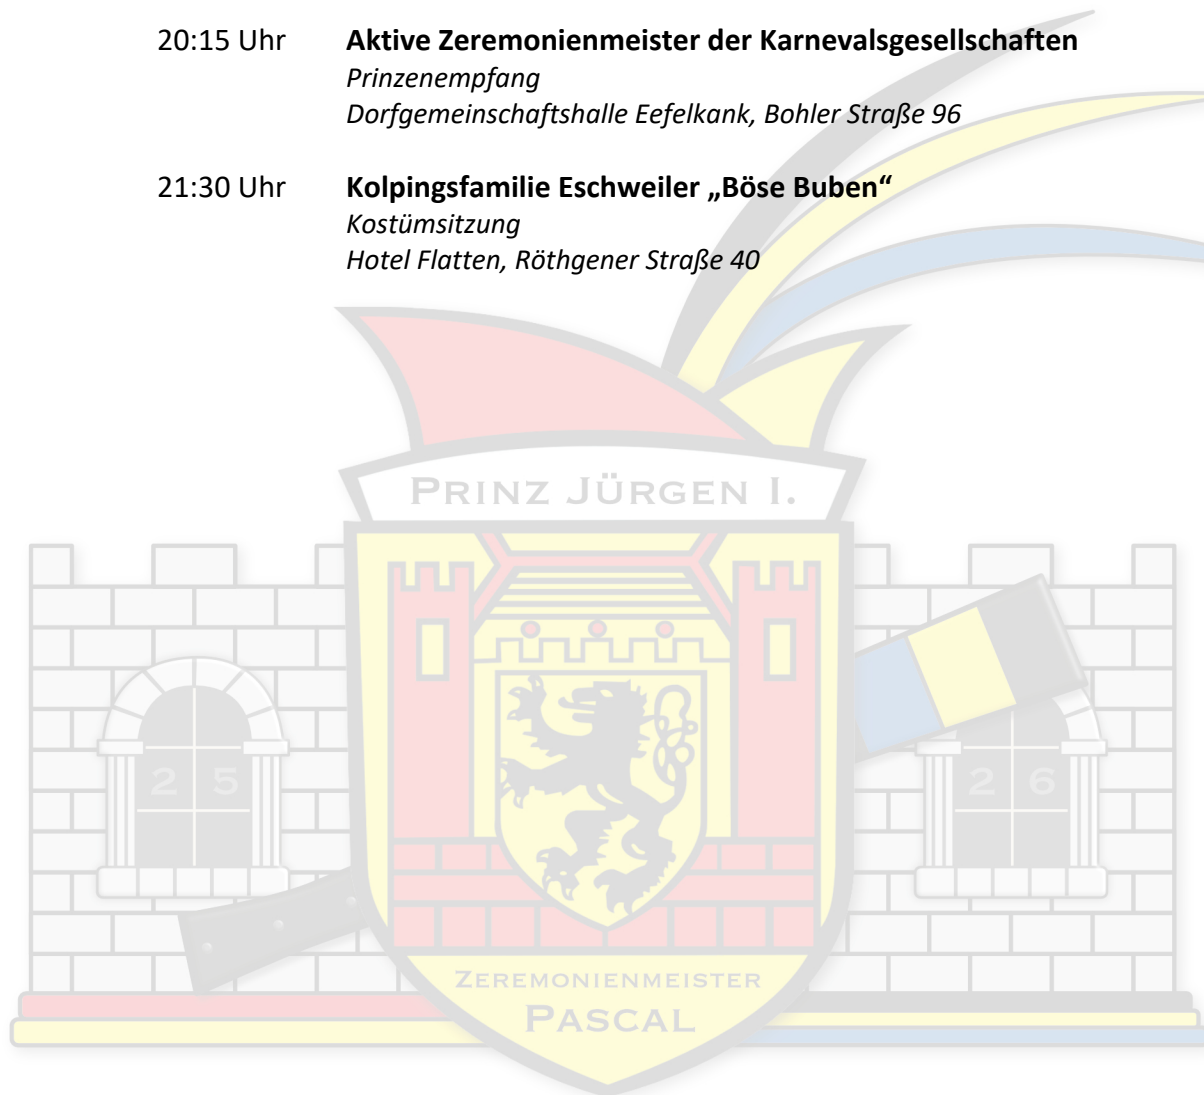 20:15 Uhr Aktive Zeremonienmeister der Karnevalsgesellschaften
Prinzenempfang
Dorfgemeinschaftshalle Eefelkank, Bohler Straße 96
21:30 Uhr Kolpingsfamilie Eschweiler „Böse Buben“
Kostümsitzung
Hotel Flatten, Röthgener Straße 40
PRINZ JÜRGEN I.
25
26
ZEREMONIENMEISTER
PASCAL